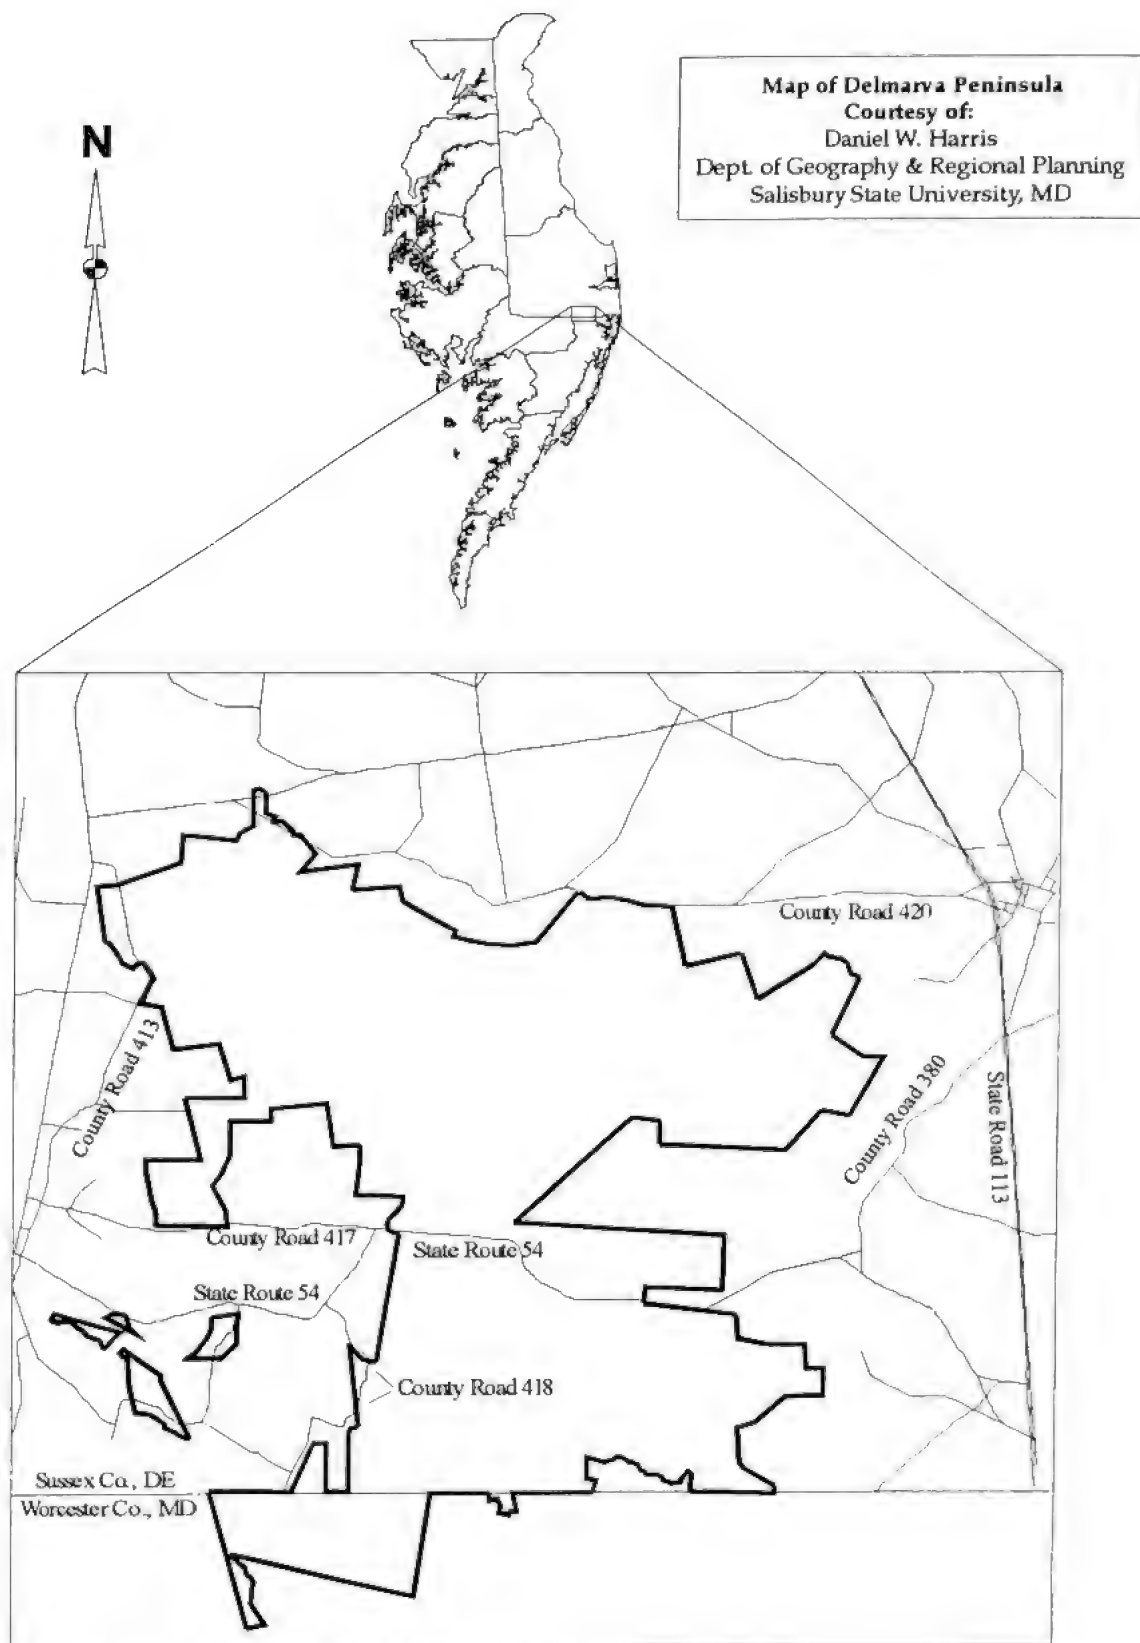 N
Map of Delmarva Peninsula
Courtesy of:
Daniel W. Harris
Dept. of Geography & Regional Planning
Salisbury State University, MD
County Road 420
County Road 413
County Road 380
State Road 113
County Road 417
State Route 54
State Route 54
County Road 418
Sussex Co., DE
Worcester Co., MD